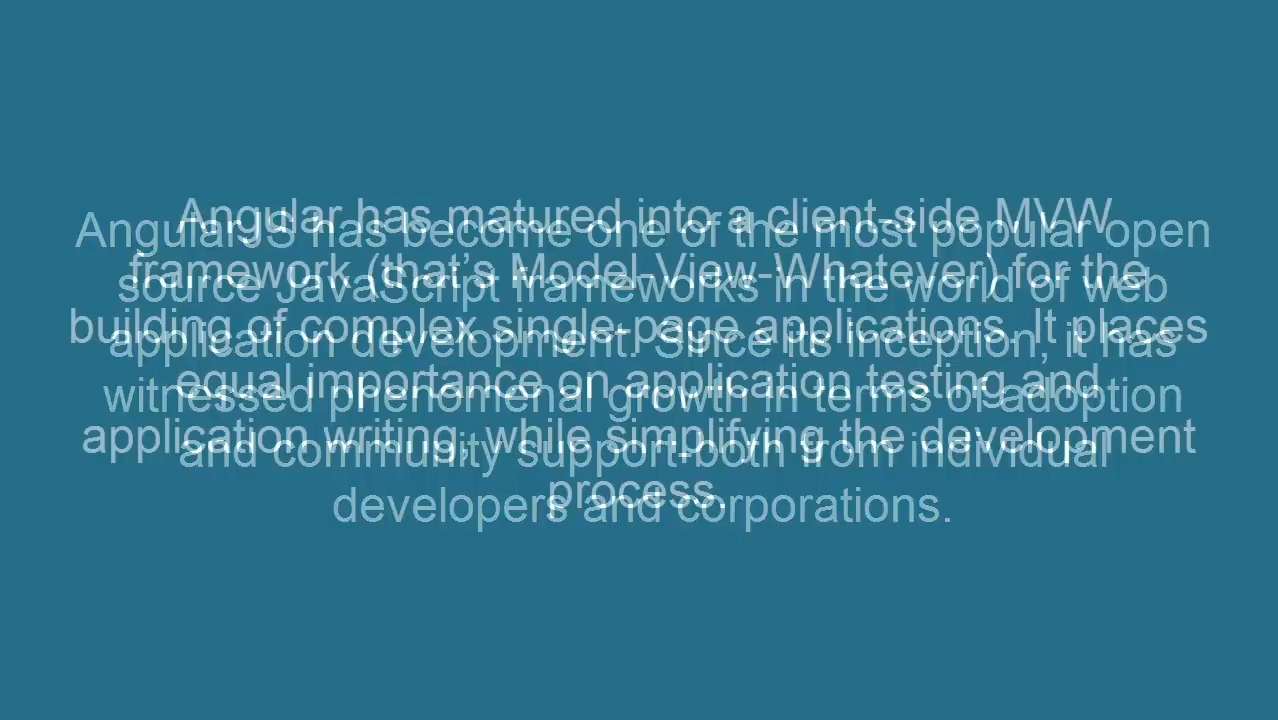 AngularJS has become one of the most popular open
source JavaScript frameworks in the world of web
application development. Since its inception, it has
witnessed phenomenal growth in terms of adoption
and community support both from individual
developers and corporations.
Angular has matured into a client-side MVW
framework (that’s Model-View-Whatever) for the
building of complex single-page applications. It places
equal importance on application testing and
application writing, while simplifying the development
process.